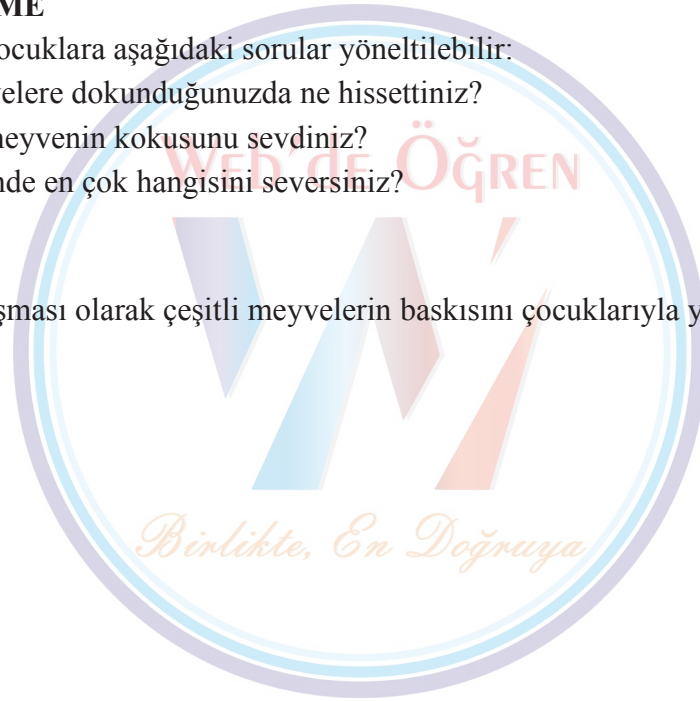 ME
ocuklara aşağıdaki sorular yöneltilebilir:
elere dokunduğunuzda ne hissettiniz?
meyvenin kokusunu sevdiniz?
nde en çok hangisini seversiniz?
Web'de Öğren
şması olarak çeşitli meyvelerin baskısını çocuklarıyla y
Birlikte, En Doğruya